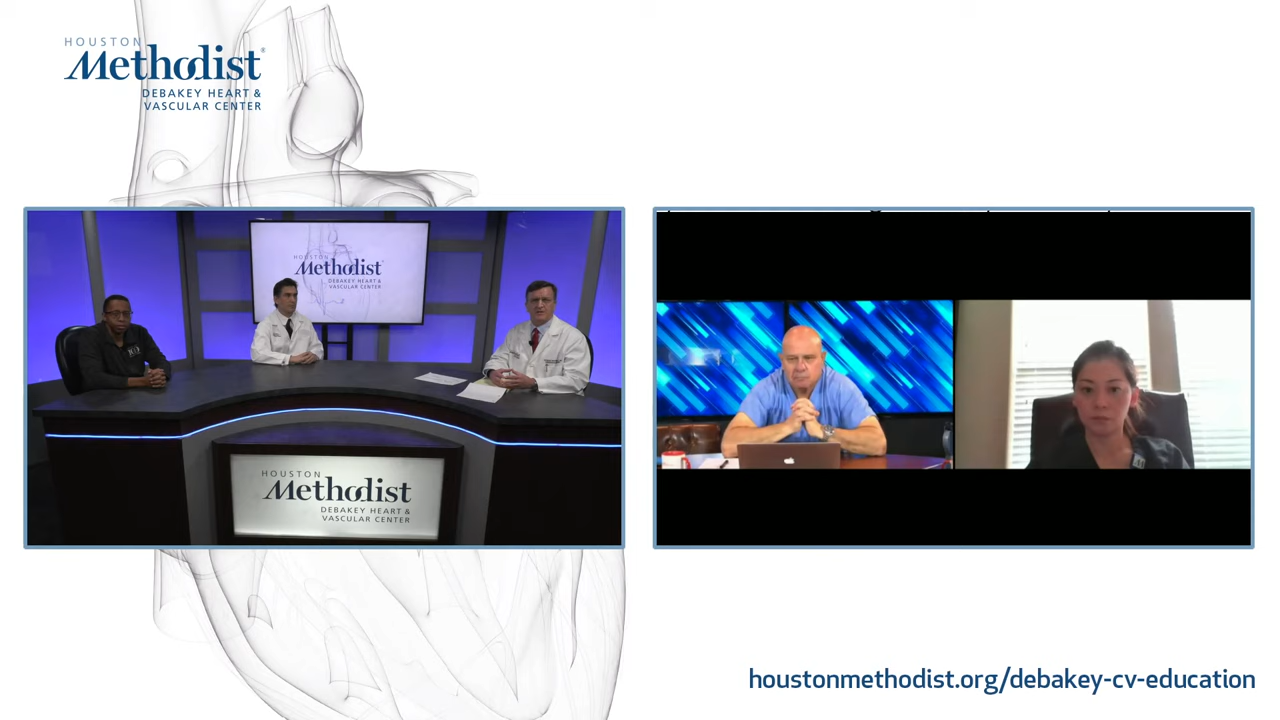 HOUSTON
Methodist®
DEBAKEY HEART &
VASCULAR CENTER
HOUSTON
Methodist
DEBAKEY HEART &
VASCULAR CENTER
HOUSTON
Methodist
DEBAKEY HEART &
VASCULAR CENTER
houstonmethodist.org/debakey-cv-education